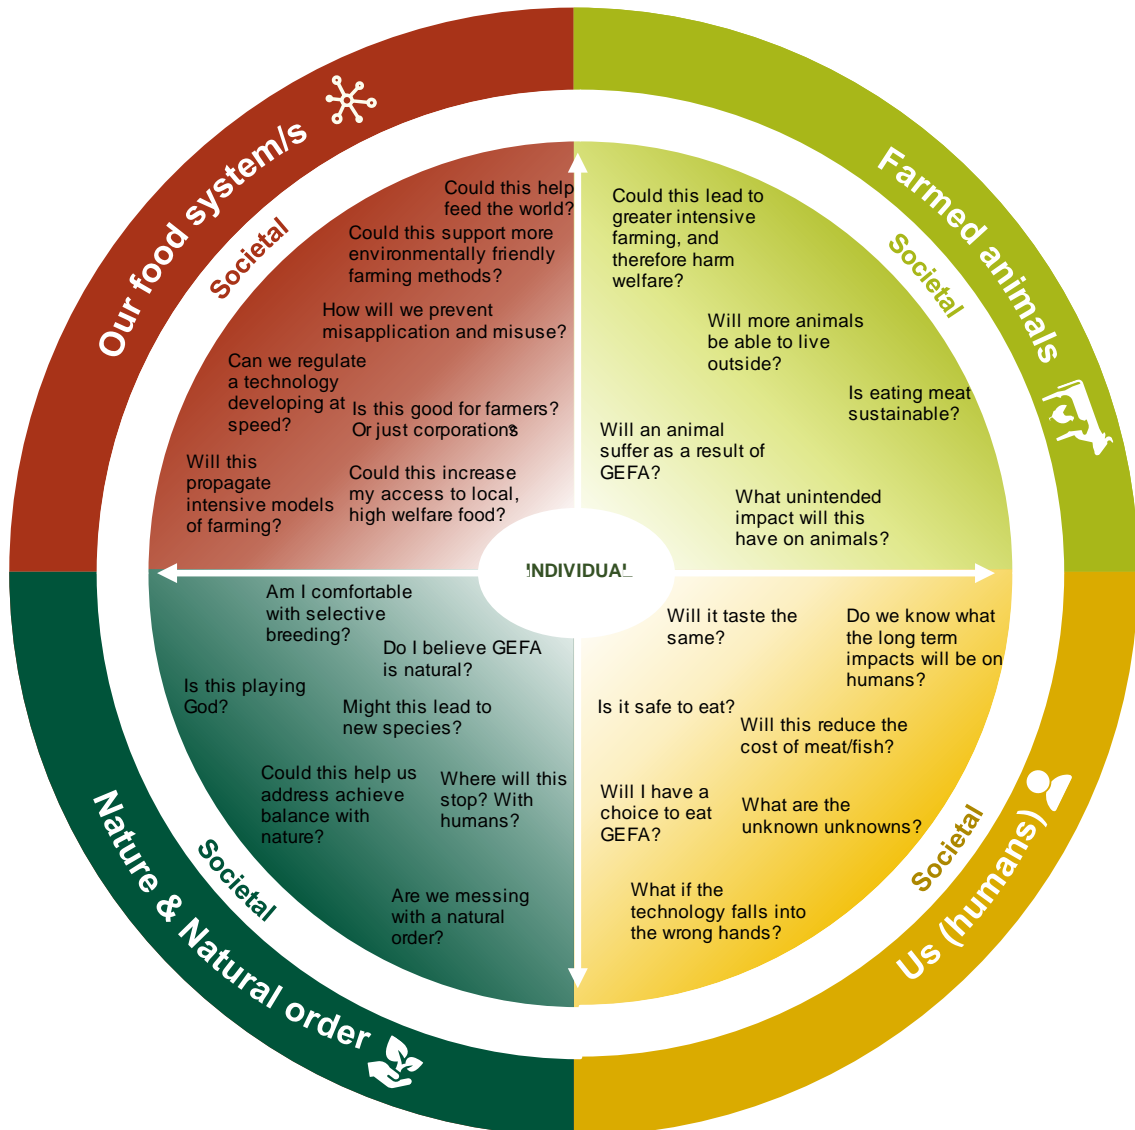 Our food system/s
Societal
Could this help
feed the world?
Could this support more
environmentally friendly
farming methods?
How will we prevent
misapplication and misuse?
Can we regulate
a technology
developing at
speed?
Is this good for farmers?
Or just corporations?
Will this
propagate
intensive models
of farming?
Could this increase
my access to local,
high welfare food?
Farmed animals
Societal
Could this lead to
greater intensive
farming, and
therefore harm
welfare?
Will more animals
be able to live
outside?
Is eating meat
sustainable?
Will an animal
suffer as a result of
GEFA?
What unintended
impact will this
have on animals?
INDIVIDUAL
Nature & Natural order
Societal
Am I comfortable
with selective
breeding?
Do I believe GEFA
is natural?
Is this playing
God?
Might this lead to
new species?
Could this help us
address achieve
balance with
nature?
Where will this
stop? With
humans?
Are we messing
with a natural
order?
Us (humans)
Societal
Will it taste the
same?
Do we know what
the long term
impacts will be on
humans?
Is it safe to eat?
Will this reduce the
cost of meat/fish?
Will I have a
choice to eat
GEFA?
What are the
unknown unknowns?
What if the
technology falls into
the wrong hands?